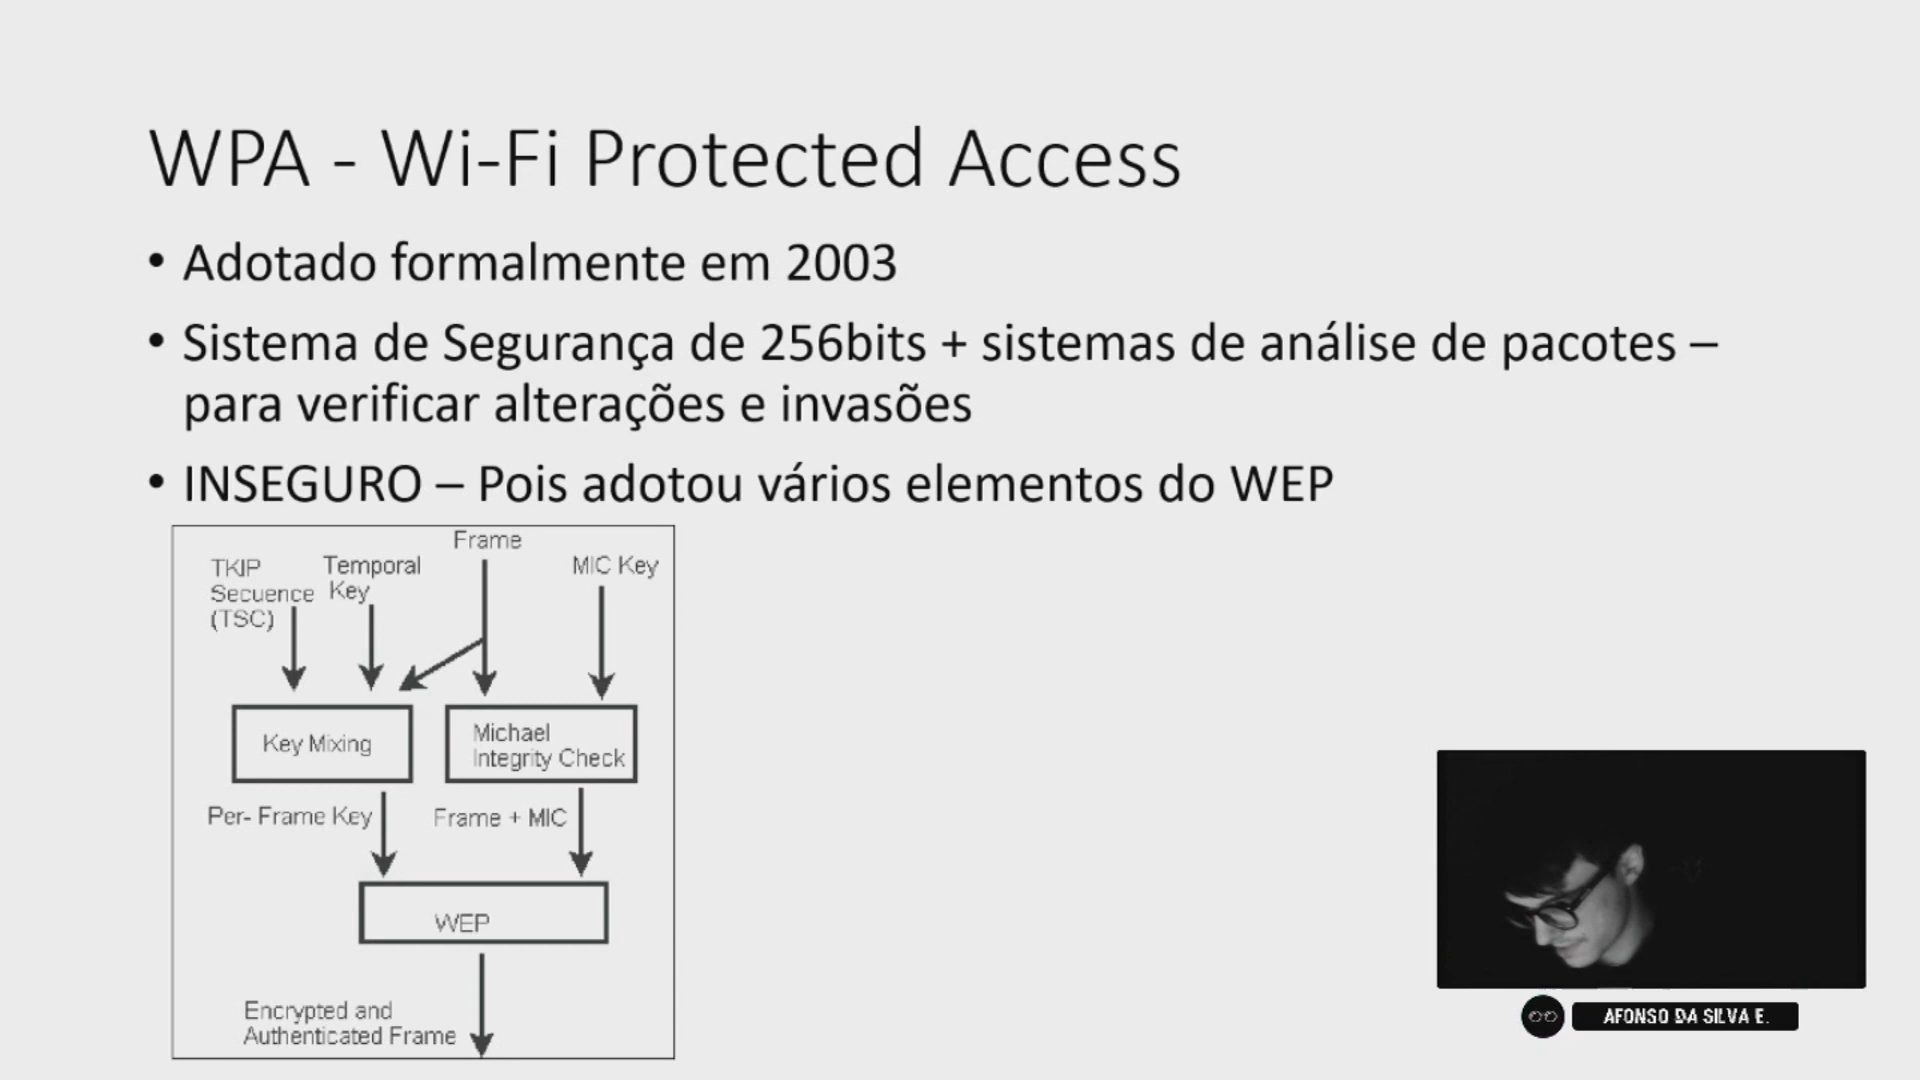 WPA - Wi-Fi Protected Access
• Adotado formalmente em 2003
• Sistema de Segurança de 256bits + sistemas de análise de pacotes –
para verificar alterações e invasões
• INSEGURO – Pois adotou vários elementos do WEP
Frame
TKIP
Secuence
(TSC)
Temporal
Key
MIC Key
Key Mixing
Michael
Integrity Check
Per- Frame Key
Frame + MIC
WEP
Encrypted and
Authenticated Frame
AFONSO DA SILVA E.